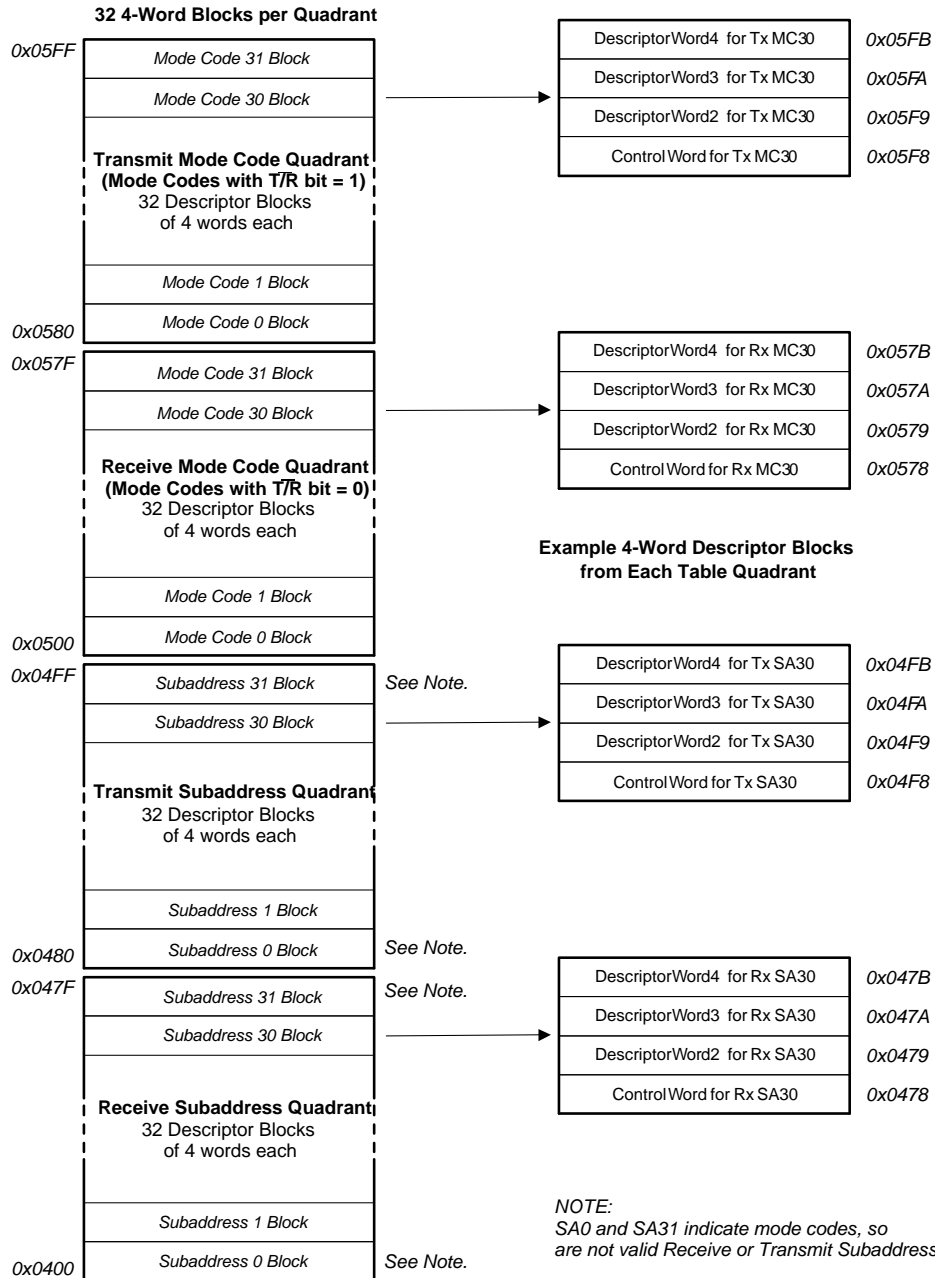 32 4-Word Blocks per Quadrant
0x05FF
Mode Code 31 Block
Mode Code 30 Block
Transmit Mode Code Quadrant
(Mode Codes with T/R̅ bit = 1)
32 Descriptor Blocks
of 4 words each
Mode Code 1 Block
Mode Code 0 Block
0x0580
DescriptorWord4 for Tx MC30 0x05FB
DescriptorWord3 for Tx MC30 0x05FA
DescriptorWord2 for Tx MC30 0x05F9
ControlWord for Tx MC30 0x05F8
0x057F
Mode Code 31 Block
Mode Code 30 Block
Receive Mode Code Quadrant
(Mode Codes with T/R̅ bit = 0)
32 Descriptor Blocks
of 4 words each
Mode Code 1 Block
Mode Code 0 Block
0x0500
DescriptorWord4 for Rx MC30 0x057B
DescriptorWord3 for Rx MC30 0x057A
DescriptorWord2 for Rx MC30 0x0579
ControlWord for Rx MC30 0x0578
Example 4-Word Descriptor Blocks
from Each Table Quadrant
0x04FF
Subaddress 31 Block See Note.
Subaddress 30 Block
Transmit Subaddress Quadrant
32 Descriptor Blocks
of 4 words each
Subaddress 1 Block
Subaddress 0 Block See Note.
0x0480
DescriptorWord4 for Tx SA30 0x04FB
DescriptorWord3 for Tx SA30 0x04FA
DescriptorWord2 for Tx SA30 0x04F9
ControlWord for Tx SA30 0x04F8
0x047F
Subaddress 31 Block See Note.
Subaddress 30 Block
Receive Subaddress Quadrant
32 Descriptor Blocks
of 4 words each
Subaddress 1 Block
Subaddress 0 Block See Note.
0x0400
DescriptorWord4 for Rx SA30 0x047B
DescriptorWord3 for Rx SA30 0x047A
DescriptorWord2 for Rx SA30 0x0479
ControlWord for Rx SA30 0x0478
NOTE:
SA0 and SA31 indicate mode codes, so
are not valid Receive or Transmit Subaddress